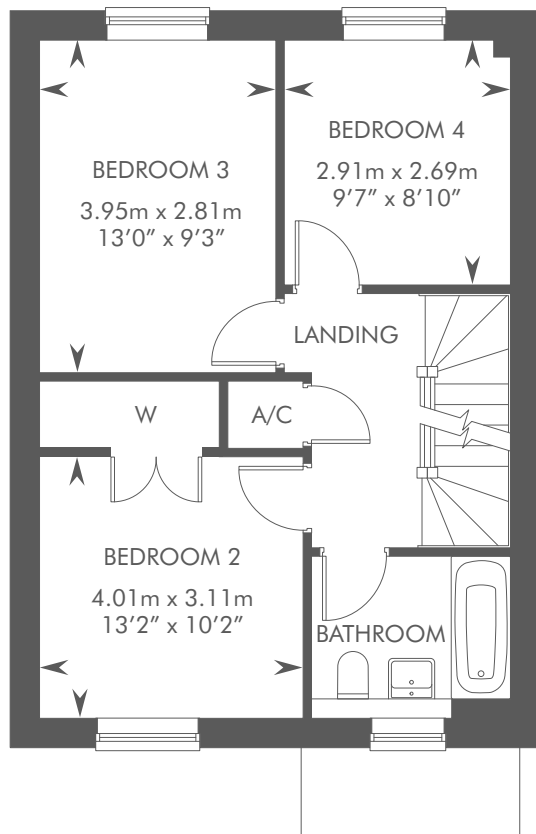 BEDROOM 3
3.95m x 2.81m
13’0” x 9’3”
BEDROOM 4
2.91m x 2.69m
9’7” x 8’10”
LANDING
W
A/C
BEDROOM 2
4.01m x 3.11m
13’2” x 10’2”
BATHROOM